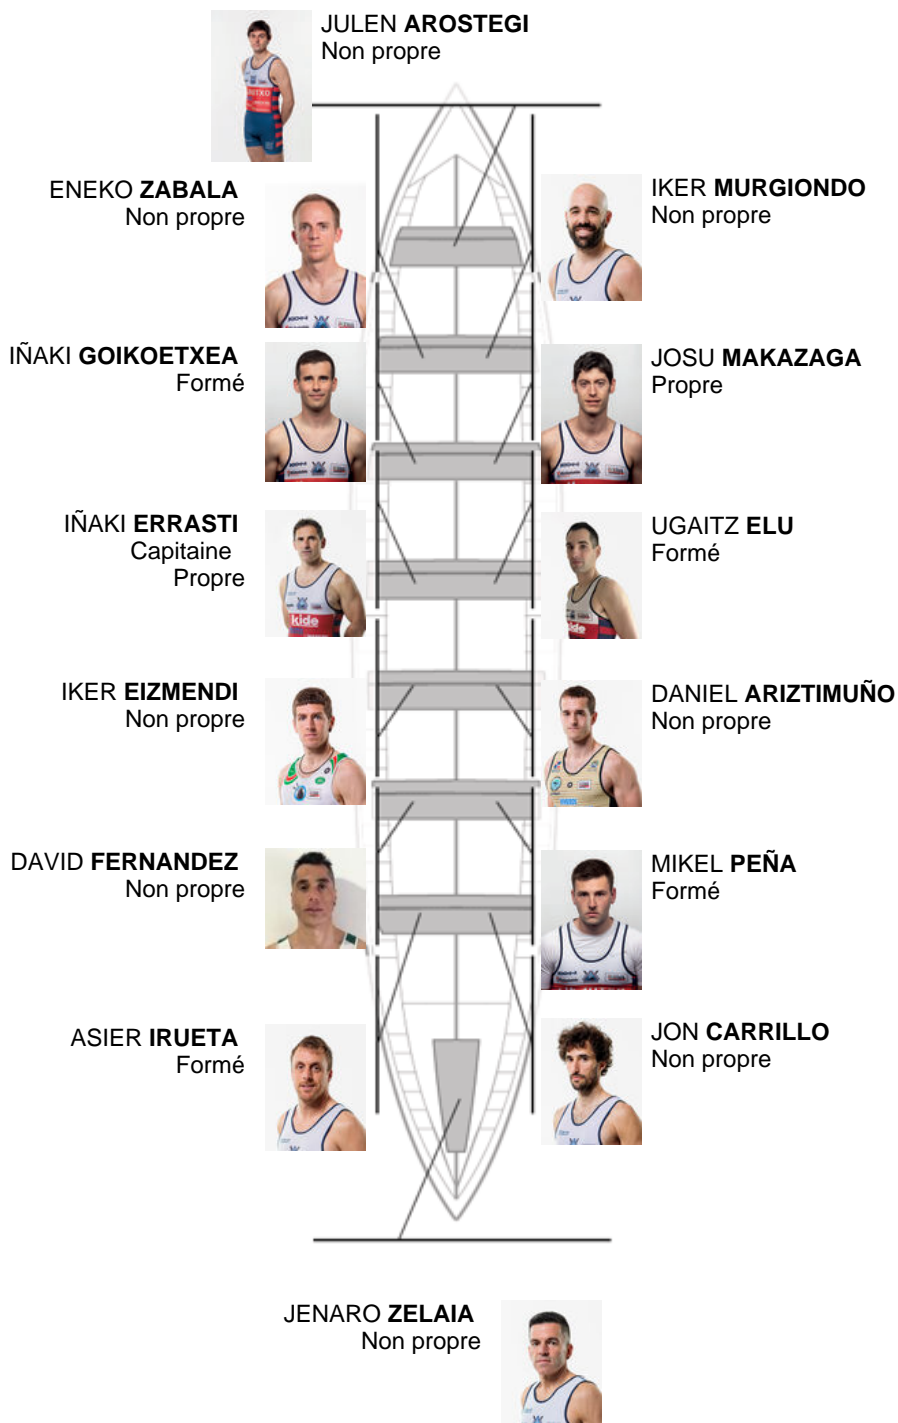 JULEN AROSTEGI
Non propre
ENEKO ZABALA
Non propre
IKER MURGIONDO
Non propre
IÑAKI GOIKOETXEA
Formé
JOSU MAKAZAGA
Propre
IÑAKI ERRASTI
Capitaine
Propre
UGAITZ ELU
Formé
kide
kide
IKER EIZMENDI
Non propre
DANIEL ARIZTIMUÑO
Non propre
DAVID FERNANDEZ
Non propre
MIKEL PEÑA
Formé
ASIER IRUETA
Formé
JON CARRILLO
Non propre
JENARO ZELAIA
Non propre